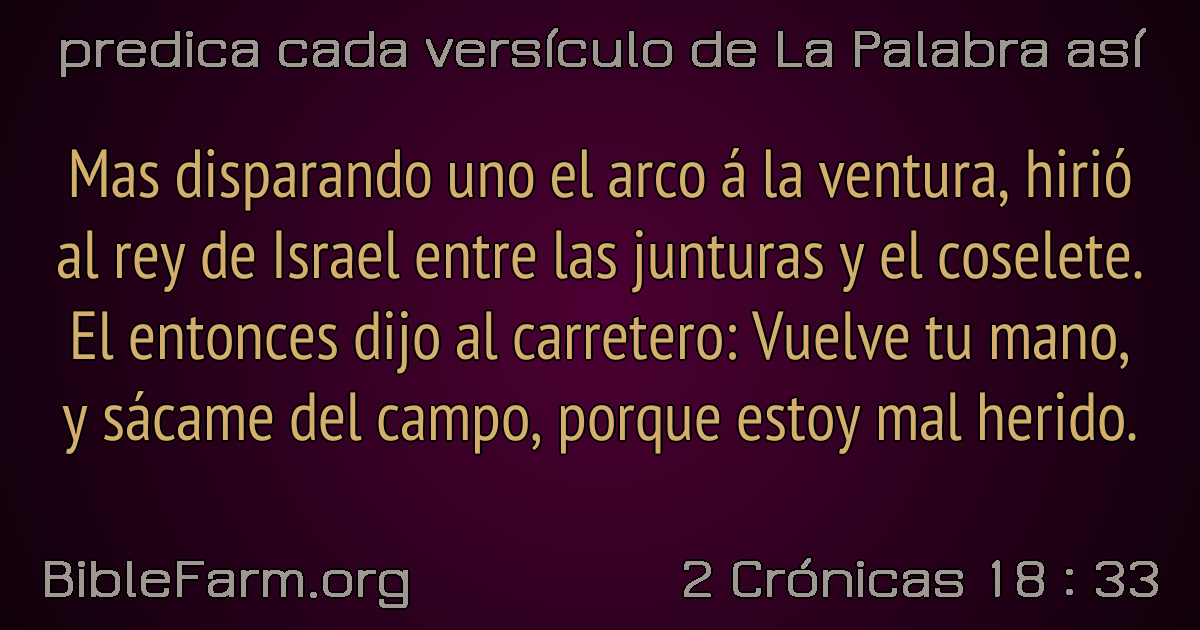 predica cada versículo de La Palabra así
Mas disparando uno el arco á la ventura, hirió
al rey de Israel entre las junturas y el coselete.
El entonces dijo al carretero: Vuelve tu mano,
y sácame del campo, porque estoy mal herido.
BibleFarm.org
2 Crónicas 18 : 33